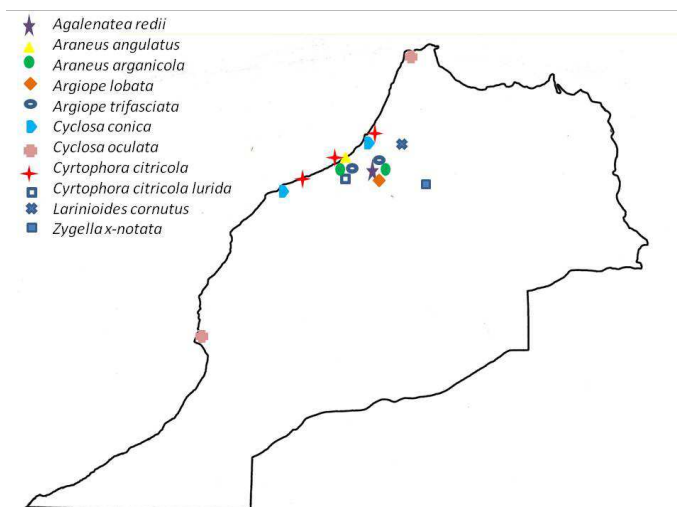 Agalenatea redii
Araneus angulatus
Araneus arganicola
Argiope lobata
Argiope trifasciata
Cyclosa conica
Cyclosa oculata
Cyrtophora citricola
Cyrtophora citricola lurida
Larinioides cornutus
Zygella x-notata